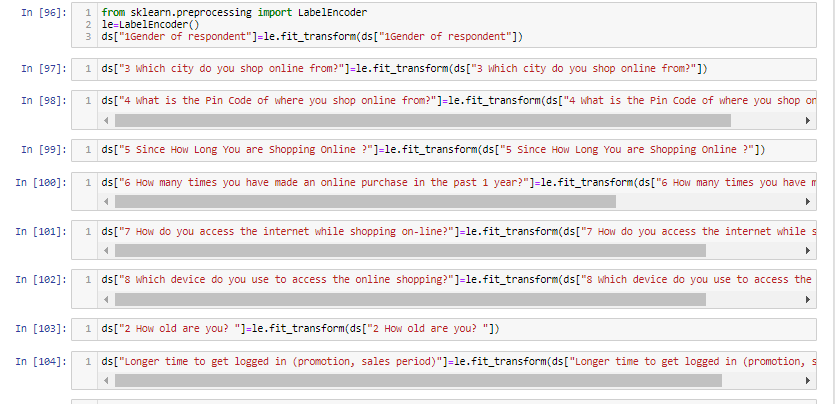 In [96]:
1 from sklearn.preprocessing import LabelEncoder
2 le=LabelEncoder()
3 ds["1Gender of respondent"]=le.fit_transform(ds["1Gender of respondent"])
In [97]:
1 ds["3 Which city do you shop online from?"]=le.fit_transform(ds["3 Which city do you shop online from?"])
In [98]:
1 ds["4 What is the Pin Code of where you shop online from?"]=le.fit_transform(ds["4 What is the Pin Code of where you shop on
In [99]:
1 ds["5 Since How Long You are Shopping Online ?"]=le.fit_transform(ds["5 Since How Long You are Shopping Online ?"])
In [100]:
1 ds["6 How many times you have made an online purchase in the past 1 year?"]=le.fit_transform(ds["6 How many times you have m
In [101]:
1 ds["7 How do you access the internet while shopping on-line?"]=le.fit_transform(ds["7 How do you access the internet while s
In [102]:
1 ds["8 Which device do you use to access the online shopping?"]=le.fit_transform(ds["8 Which device do you use to access the
In [103]:
1 ds["2 How old are you? "]=le.fit_transform(ds["2 How old are you? "])
In [104]:
1 ds["Longer time to get logged in (promotion, sales period)"]=le.fit_transform(ds["Longer time to get logged in (promotion, s